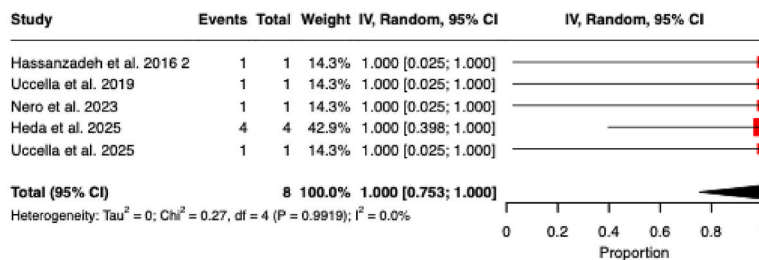 Study Events Total Weight IV, Random, 95% CI IV, Random, 95% CI
Hassanzadeh et al. 2016 2 1 1 14.3% 1.000 [0.025; 1.000]
Uccella et al. 2019 1 1 14.3% 1.000 [0.025; 1.000]
Nero et al. 2023 1 1 14.3% 1.000 [0.025; 1.000]
Heda et al. 2025 4 4 42.9% 1.000 [0.398; 1.000]
Uccella et al. 2025 1 1 14.3% 1.000 [0.025; 1.000]
Total (95% CI) 8 100.0% 1.000 [0.753; 1.000]
Heterogeneity: Tau² = 0; Chi² = 0.27, df = 4 (P = 0.9919); I² = 0.0%
0 0.2 0.4 0.6 0.8
Proportion